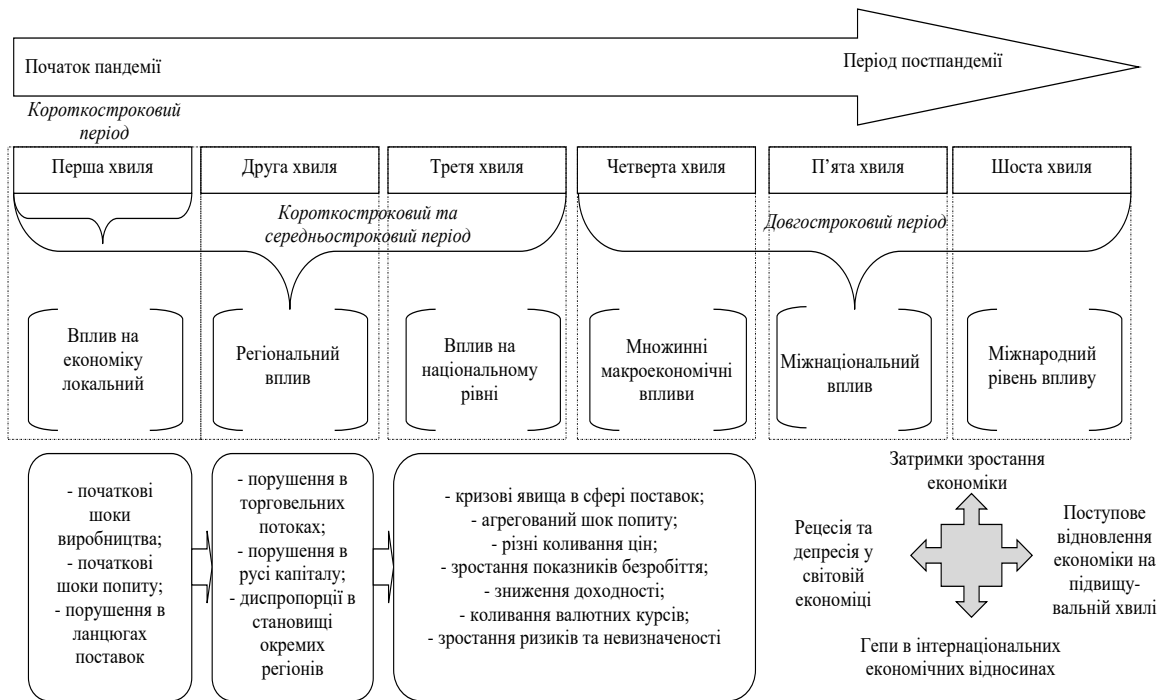 Початок пандемії
Період постпандемії
Короткостроковий
період
Перша хвиля
Друга хвиля
Третя хвиля
Четверта хвиля
П’ята хвиля
Шоста хвиля
Короткостроковий та
середньостроковий період
Довгостроковий період
Вплив на
економіку
локальний
Регіональний
вплив
Вплив на
національному
рівні
Множинні
макроекономічні
впливи
Міжнаціональний
вплив
Міжнародний
рівень впливу
- початкові
шоки
виробництва;
- початкові
шоки попиту;
- порушення в
ланцюгах
поставок
- порушення в
торговельних
потоках;
- порушення в
русі капіталу;
- диспропорції в
становищі
окремих
регіонів
- кризові явища в сфері поставок;
- агрегований шок попиту;
- різні коливання цін;
- зростання показників безробіття;
- зниження доходності;
- коливання валютних курсів;
- зростання ризиків та невизначеності
Затримки зростання
економіки
Рецесія та
депресія у
світовій
економіці
Поступове
відновлення
економіки на
підвищу-
вальній хвилі
Гепи в інтернаціональних
економічних відносинах